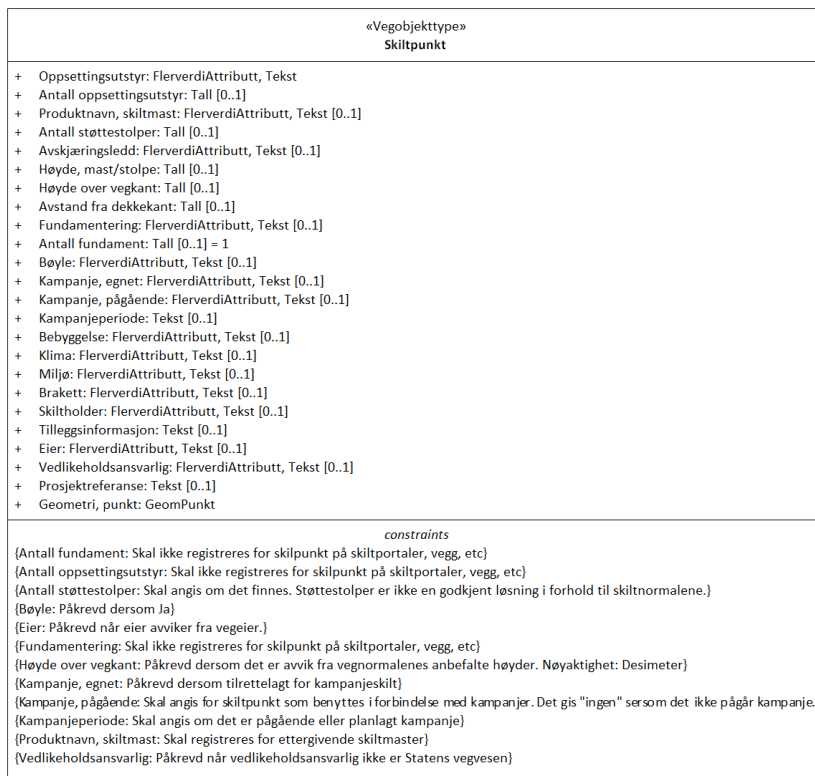 «Vegobjekttype»
Skiltpunkt
+ Oppsettingsutstyr: FlerverdiAttributt, Tekst
+ Antall oppsettingsutstyr: Tall [0..1]
+ Produktnavn, skiltmast: FlerverdiAttributt, Tekst [0..1]
+ Antall støttestolper: Tall [0..1]
+ Avskjæringsledd: FlerverdiAttributt, Tekst [0..1]
+ Høyde, mast/stolpe: Tall [0..1]
+ Høyde over vegkant: Tall [0..1]
+ Avstand fra dekkekant: Tall [0..1]
+ Fundamentering: FlerverdiAttributt, Tekst [0..1]
+ Antall fundament: Tall [0..1] = 1
+ Bøyle: FlerverdiAttributt, Tekst [0..1]
+ Kampanje, egnet: FlerverdiAttributt, Tekst [0..1]
+ Kampanje, pågående: FlerverdiAttributt, Tekst [0..1]
+ Kampanjeperiode: Tekst [0..1]
+ Bebyggelse: FlerverdiAttributt, Tekst [0..1]
+ Klima: FlerverdiAttributt, Tekst [0..1]
+ Miljø: FlerverdiAttributt, Tekst [0..1]
+ Brakett: FlerverdiAttributt, Tekst [0..1]
+ Skiltholder: FlerverdiAttributt, Tekst [0..1]
+ Tilleggsinformasjon: Tekst [0..1]
+ Eier: FlerverdiAttributt, Tekst [0..1]
+ Vedlikeholdsansvarlig: FlerverdiAttributt, Tekst [0..1]
+ Prosjektreferanse: Tekst [0..1]
+ Geometri, punkt: GeomPunkt
constraints
{Antall fundament: Skal ikke registreres for skilpunkt på skiltportaler, vegg, etc}
{Antall oppsettingsutstyr: Skal ikke registreres for skilpunkt på skiltportaler, vegg, etc}
{Antall støttestolper: Skal angis om det finnes. Støttestolper er ikke en godkjent løsning i forhold til skiltnormalene.}
{Bøyle: Påkrevd dersom Ja}
{Eier: Påkrevd når eier avviker fra vegeier.}
{Fundamentering: Skal ikke registreres for skilpunkt på skiltportaler, vegg, etc}
{Høyde over vegkant: Påkrevd dersom det er avvik fra vegnormalenes anbefalte høyder. Nøyaktighet: Desimeter}
{Kampanje, egnet: Påkrevd dersom tilrettelagt for kampanjeskilt}
{Kampanje, pågående: Skal angis for skiltpunkt som benyttes i forbindelse med kampanjer. Det gis "ingen" sersom det ikke pågår kampanje.
{Kampanjeperiode: Skal angis om det er pågående eller planlagt kampanje}
{Produktnavn, skiltmast: Skal registreres for ettergivende skiltmaster}
{Vedlikeholdsansvarlig: Påkrevd når vedlikeholdsansvarlig ikke er Statens vegvesen}